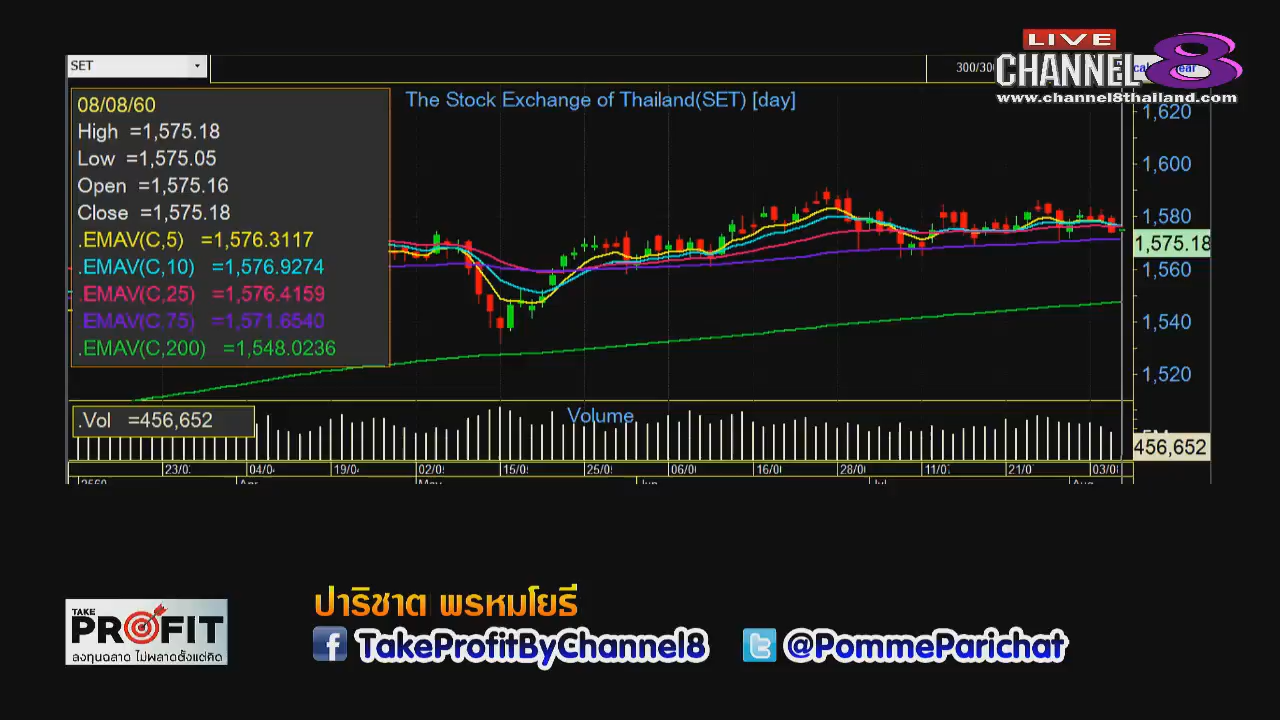 LIVE
CHANNEL 8
www.channel8thailand.com
SET
300/300
08/08/60
High =1,575.18
Low =1,575.05
Open =1,575.16
Close =1,575.18
.EMAV(C,5) =1,576.3117
.EMAV(C,10) =1,576.9274
.EMAV(C,25) =1,576.4159
.EMAV(C,75) =1,571.6540
.EMAV(C,200) =1,548.0236
The Stock Exchange of Thailand(SET) [day]
1,620
1,600
1,580
1,575.18
1,560
1,540
1,520
.Vol =456,652
Volume
5M
456,652
23/0 04/0 19/0 02/0 15/0 25/0 06/0 16/0 28/0 11/0 21/0 03/0
2560 Apr May Jun Jul Aug
TAKE
PROFIT
ลงทุนฉลาด ไม่พลาดตั้งแต่คิด
ปาริชาต พรหมโยธี
f TakeProfitByChannel8
t @PommeParichat